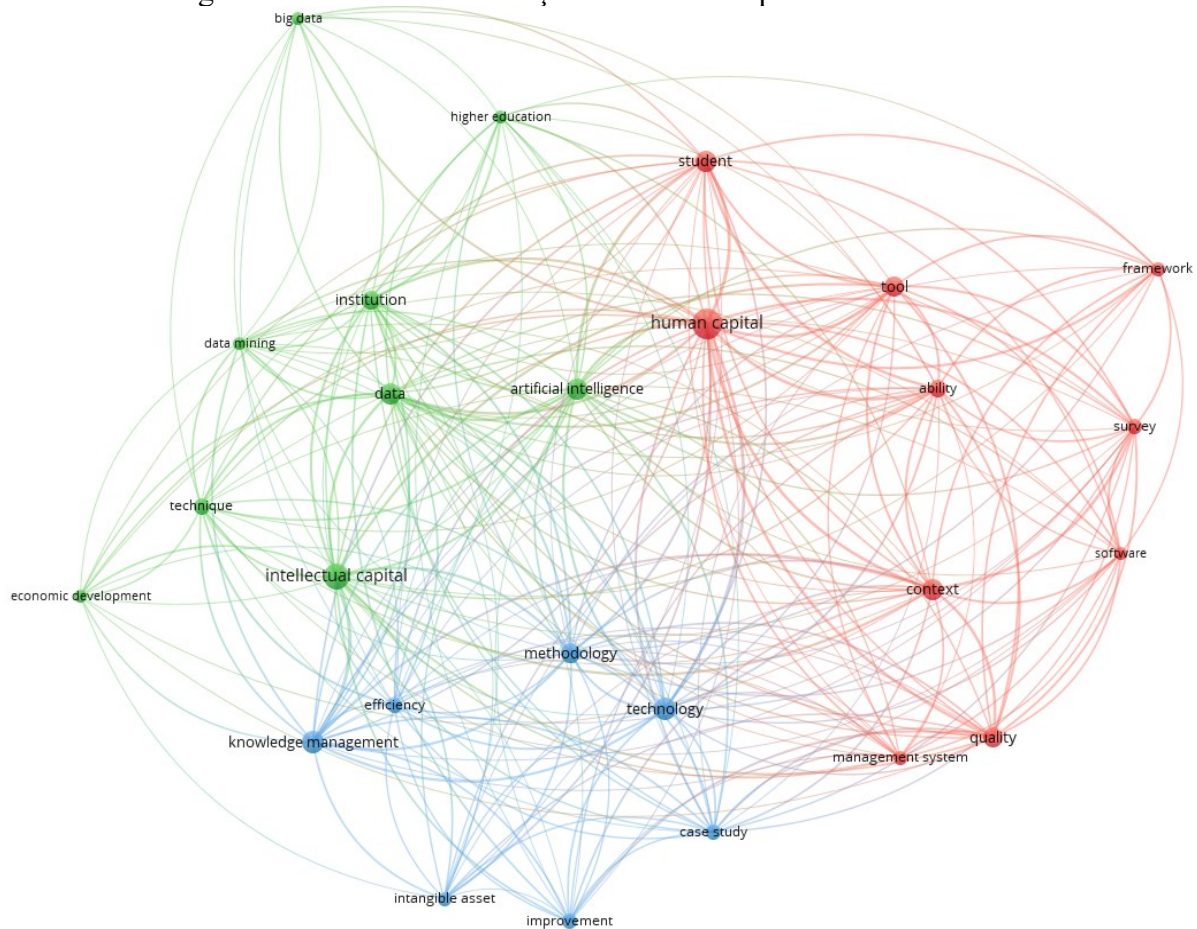 big data
higher education
student
framework
tool
institution
human capital
data mining
data
artificial intelligence
ability
survey
technique
software
intellectual capital
context
economic development
methodology
efficiency
technology
knowledge management
quality
management system
case study
intangible asset
improvement